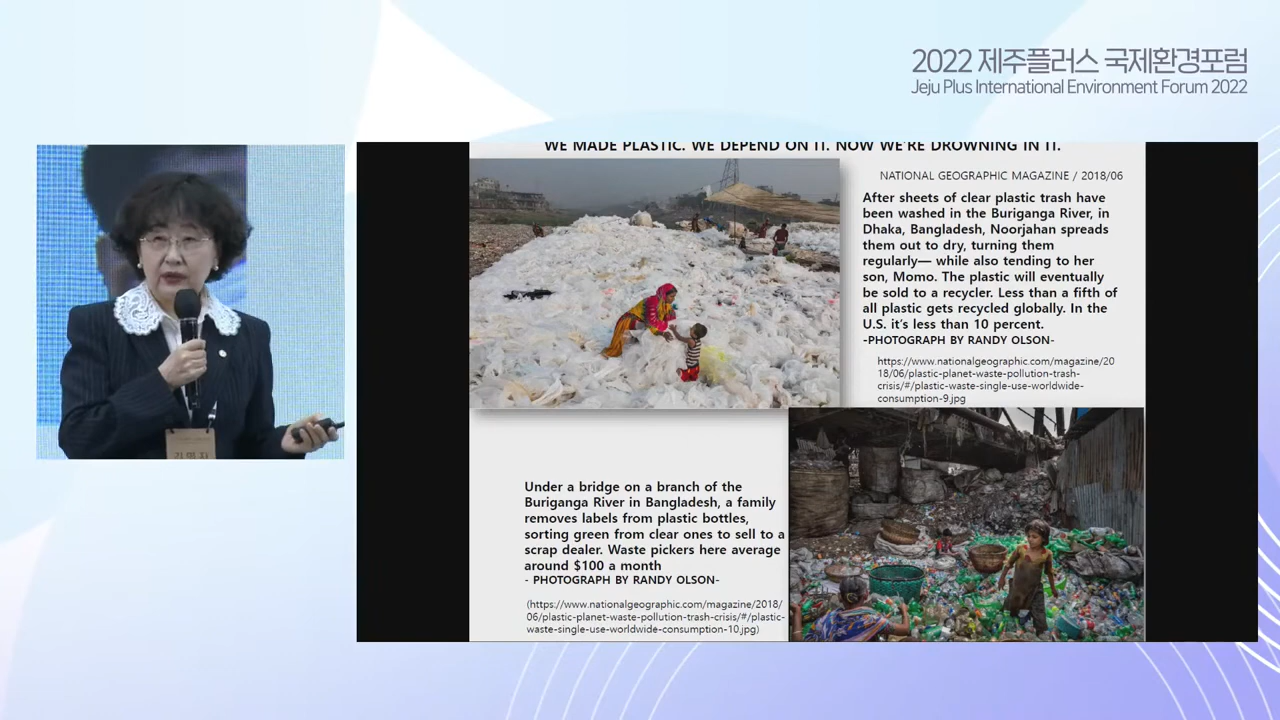 2022 제주플러스 국제환경포럼
Jeju Plus International Environment Forum 2022
WE MADE PLASTIC. WE DEPEND ON IT. NOW WE'RE DROWNING IN IT.
NATIONAL GEOGRAPHIC MAGAZINE / 2018/06
After sheets of clear plastic trash have
been washed in the Buriganga River, in
Dhaka, Bangladesh, Noorjahan spreads
them out to dry, turning them
regularly— while also tending to her
son, Momo. The plastic will eventually
be sold to a recycler. Less than a fifth of
all plastic gets recycled globally. In the
U.S. it's less than 10 percent.
-PHOTOGRAPH BY RANDY OLSON-
https://www.nationalgeographic.com/magazine/20
18/06/plastic-planet-waste-pollution-trash-
crisis/#/plastic-waste-single-use-worldwide-
consumption-9.jpg
Under a bridge on a branch of the
Buriganga River in Bangladesh, a family
removes labels from plastic bottles,
sorting green from clear ones to sell to a
scrap dealer. Waste pickers here average
around $100 a month
- PHOTOGRAPH BY RANDY OLSON-
(https://www.nationalgeographic.com/magazine/2018/
06/plastic-planet-waste-pollution-trash-crisis/#/plastic-
waste-single-use-worldwide-consumption-10.jpg)